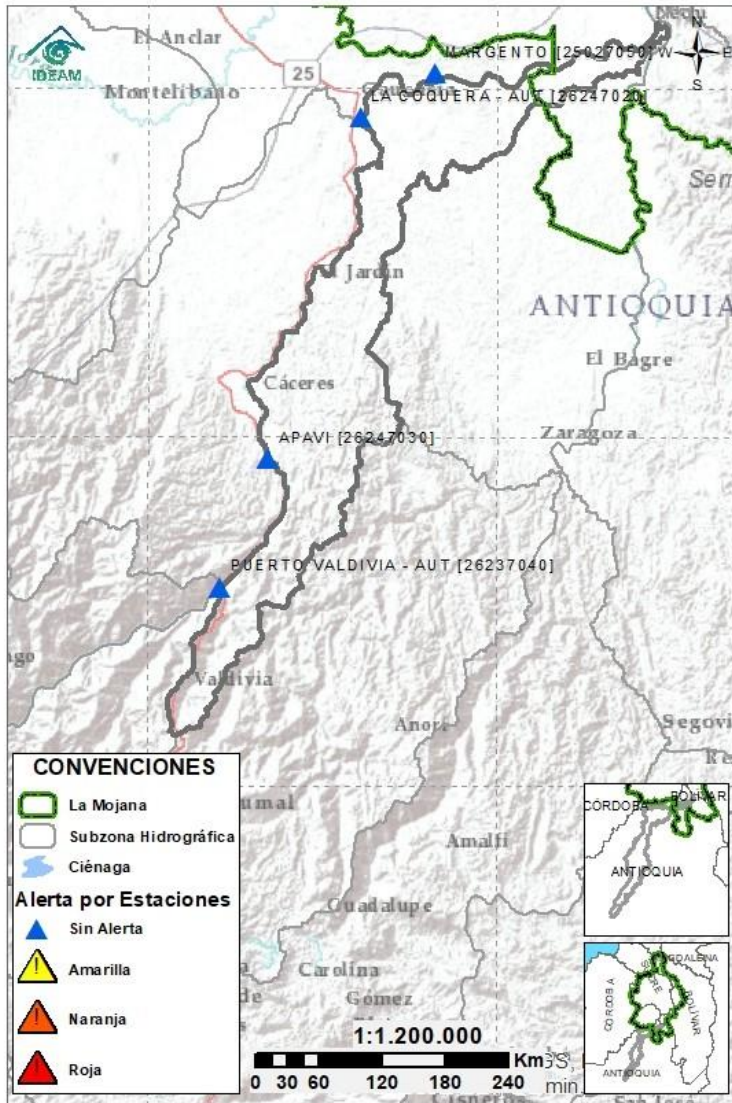 IDEAM
El Anclar
25
Montelíbano
N
W
E
S
MARGENTO [25027050]
LA COQUERA - AUT [26247020]
El Jardín
ANTIOQUIA
El Bagre
Cáceres
Zaragoza
APAVI [26247030]
PUERTO VALDIVIA - AUT [26237040]
Valdivia
Anorí
CONVENCIONES
La Mojana
Subzona Hidrográfica
Ciénaga
Alerta por Estaciones
Sin Alerta
Amarilla
Naranja
Roja
Amalfi
Guadalupe
Carolina
Gómez
1:1.200.000
Km
0 30 60 120 180 240
Cisneros
CÓRDOBA
BOLIVAR
ANTIOQUIA
SUCRE
CORDOBA
BOLIVAR
ANTIOQUIA